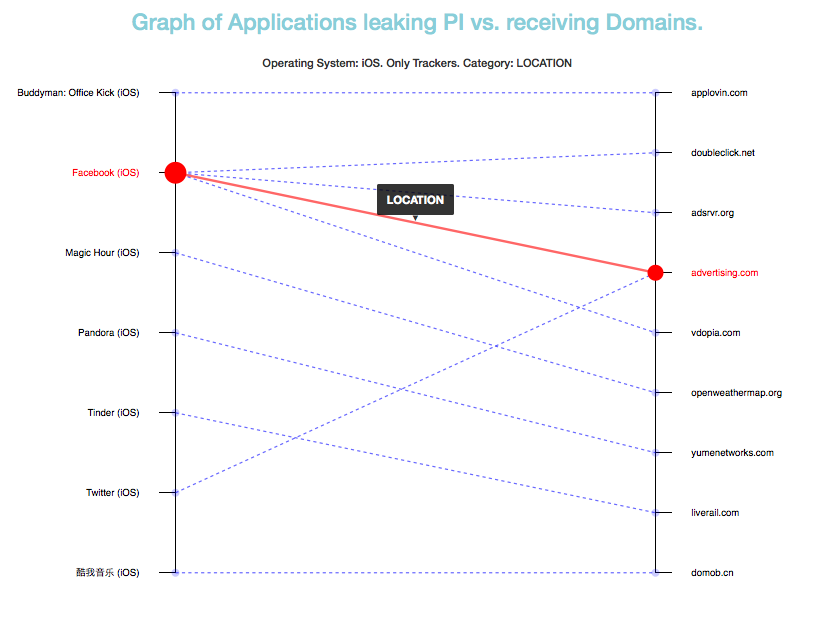 Graph of Applications leaking PI vs. receiving Domains.
Operating System: iOS. Only Trackers. Category: LOCATION
Buddyman: Office Kick (iOS)
applovin.com
doubleclick.net
Facebook (iOS)
LOCATION
adsrvr.org
Magic Hour (iOS)
advertising.com
Pandora (iOS)
vdopia.com
openweathermap.org
Tinder (iOS)
yumenetworks.com
Twitter (iOS)
liverail.com
酷我音乐 (iOS)
domob.cn